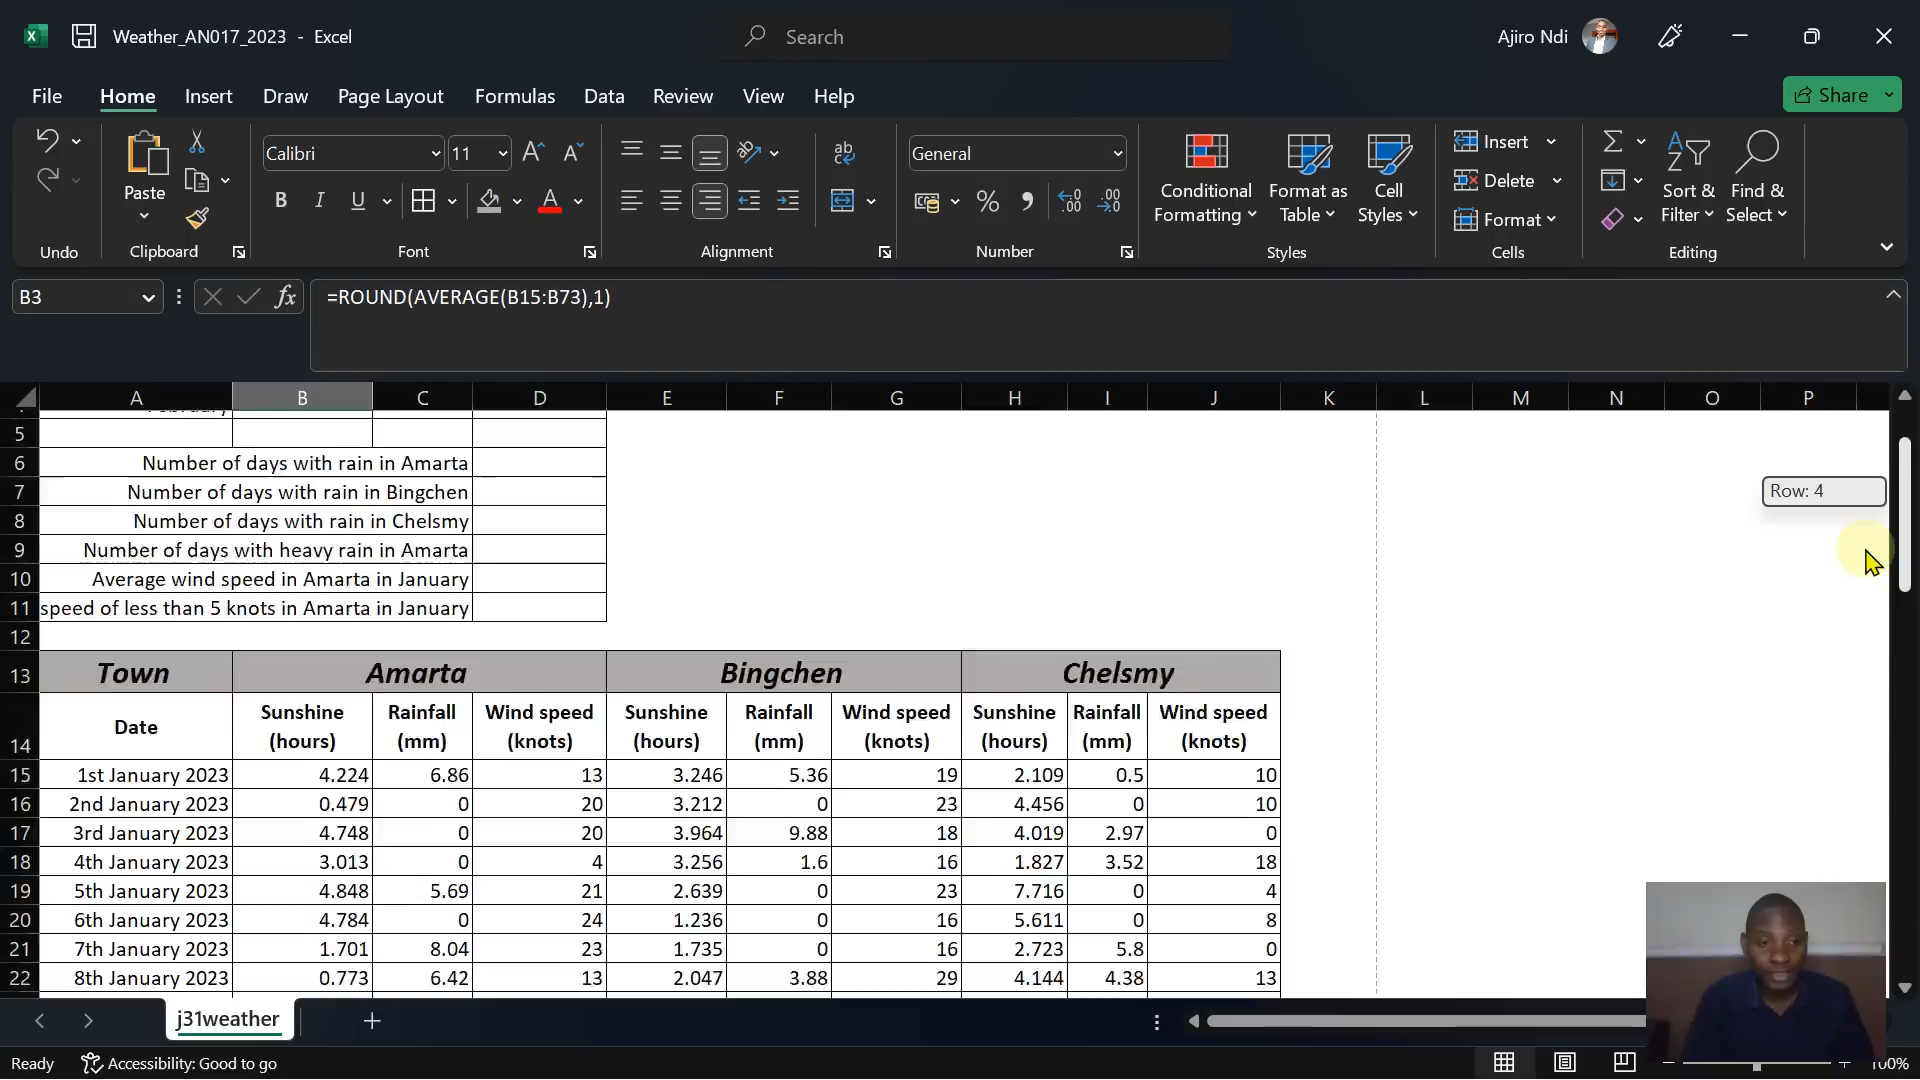 Weather_AN017_2023 - Excel
Search
Ajiro Ndi
File Home Insert Draw Page Layout Formulas Data Review View Help
Share
Paste
Calibri 11
B I U A
ab
General
% 9
Conditional Formatting
Format as Table
Cell Styles
Insert
Delete
Format
Sort & Filter
Find & Select
Undo Clipboard Font Alignment Number Styles Cells Editing
B3 fx =ROUND(AVERAGE(B15:B73),1)
A B C D E F G H I J K L M N O P
5
6 Number of days with rain in Amarta
7 Number of days with rain in Bingchen
Row: 4
8 Number of days with rain in Chelsmy
9 Number of days with heavy rain in Amarta
10 Average wind speed in Amarta in January
11 speed of less than 5 knots in Amarta in January
12
13 Town Amarta Bingchen Chelsmy
14 Date Sunshine (hours) Rainfall (mm) Wind speed (knots) Sunshine (hours) Rainfall (mm) Wind speed (knots) Sunshine (hours) Rainfall (mm) Wind speed (knots)
15 1st January 2023 4.224 6.86 13 3.246 5.36 19 2.109 0.5 10
16 2nd January 2023 0.479 0 20 3.212 0 23 4.456 0 10
17 3rd January 2023 4.748 0 20 3.964 9.88 18 4.019 2.97 0
18 4th January 2023 3.013 0 4 3.256 1.6 16 1.827 3.52 18
19 5th January 2023 4.848 5.69 21 2.639 0 23 7.716 0 4
20 6th January 2023 4.784 0 24 1.236 0 16 5.611 0 8
21 7th January 2023 1.701 8.04 23 1.735 0 16 2.723 5.8 0
22 8th January 2023 0.773 6.42 13 2.047 3.88 29 4.144 4.38 13
j31weather
Ready Accessibility: Good to go 100%